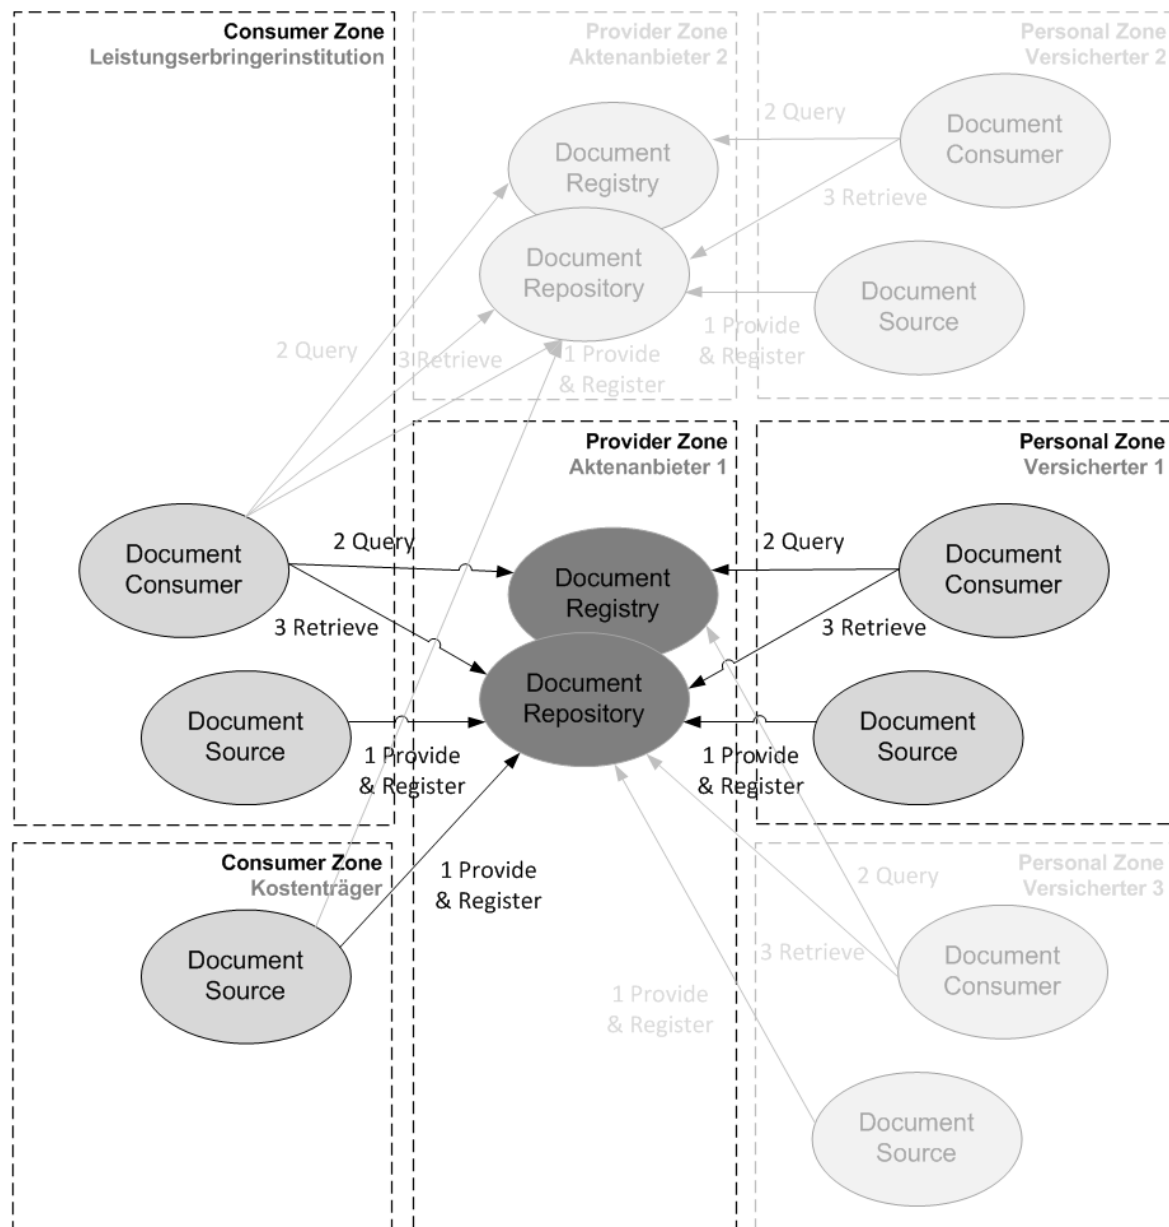 Consumer Zone
Leistungserbringerinstitution
Provider Zone
Aktenanbieter 2
Personal Zone
Versicherter 2
Document
Registry
Document
Repository
2 Query
3 Retrieve
Document
Consumer
Document
Source
1 Provide
& Register
2 Query
3 Retrieve
1 Provide
& Register
Provider Zone
Aktenanbieter 1
Personal Zone
Versicherter 1
Document
Consumer
2 Query
3 Retrieve
Document
Source
1 Provide
& Register
Document
Registry
Document
Repository
2 Query
3 Retrieve
Document
Consumer
1 Provide
& Register
Document
Source
Consumer Zone
Kostenträger
Document
Source
1 Provide
& Register
Personal Zone
Versicherter 3
2 Query
3 Retrieve
Document
Consumer
1 Provide
& Register
Document
Source